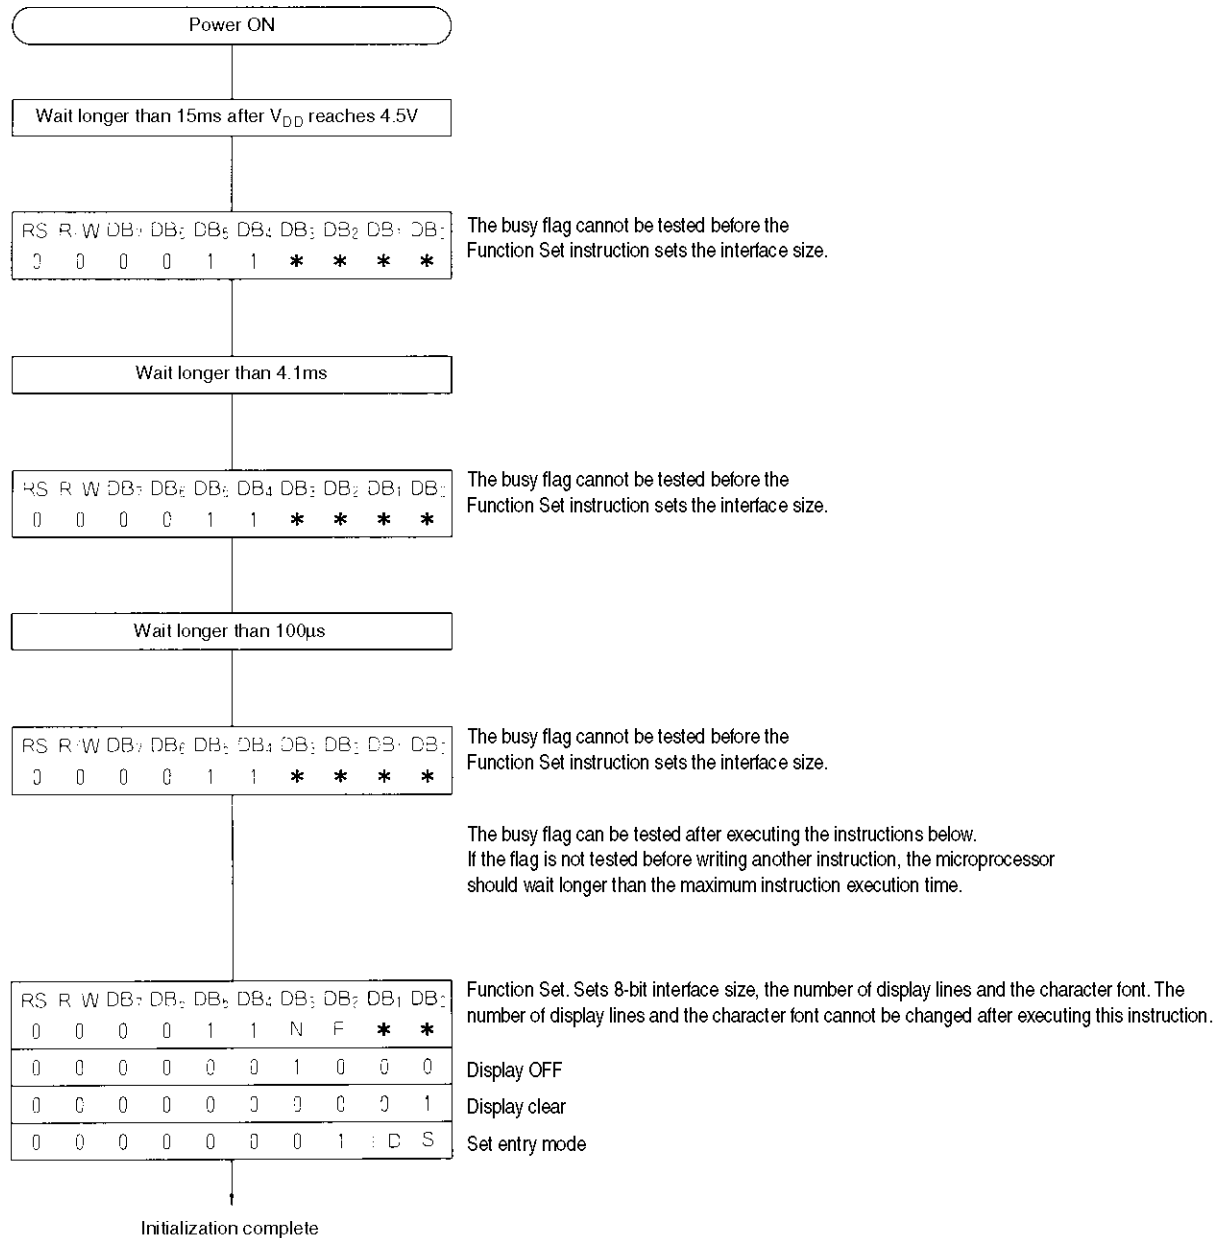 Power ON
Wait longer than 15ms after VDD reaches 4.5V
RS R/W DB7 DB6 DB5 DB4 DB3 DB2 DB1 DB0
0 0 0 0 1 1 * * * *
The busy flag cannot be tested before the
Function Set instruction sets the interface size.
Wait longer than 4.1ms
RS R/W DB7 DB6 DB5 DB4 DB3 DB2 DB1 DB0
0 0 0 0 1 1 * * * *
The busy flag cannot be tested before the
Function Set instruction sets the interface size.
Wait longer than 100µs
RS R/W DB7 DB6 DB5 DB4 DB3 DB2 DB1 DB0
0 0 0 0 1 1 * * * *
The busy flag cannot be tested before the
Function Set instruction sets the interface size.
The busy flag can be tested after executing the instructions below.
If the flag is not tested before writing another instruction, the microprocessor
should wait longer than the maximum instruction execution time.
RS R/W DB7 DB6 DB5 DB4 DB3 DB2 DB1 DB0
0 0 0 0 1 1 N F * *
Function Set. Sets 8-bit interface size, the number of display lines and the character font. The
number of display lines and the character font cannot be changed after executing this instruction.
0 0 0 0 0 0 1 0 0 0
Display OFF
0 0 0 0 0 0 0 0 0 1
Display clear
0 0 0 0 0 0 0 1 I/D S
Set entry mode
Initialization complete